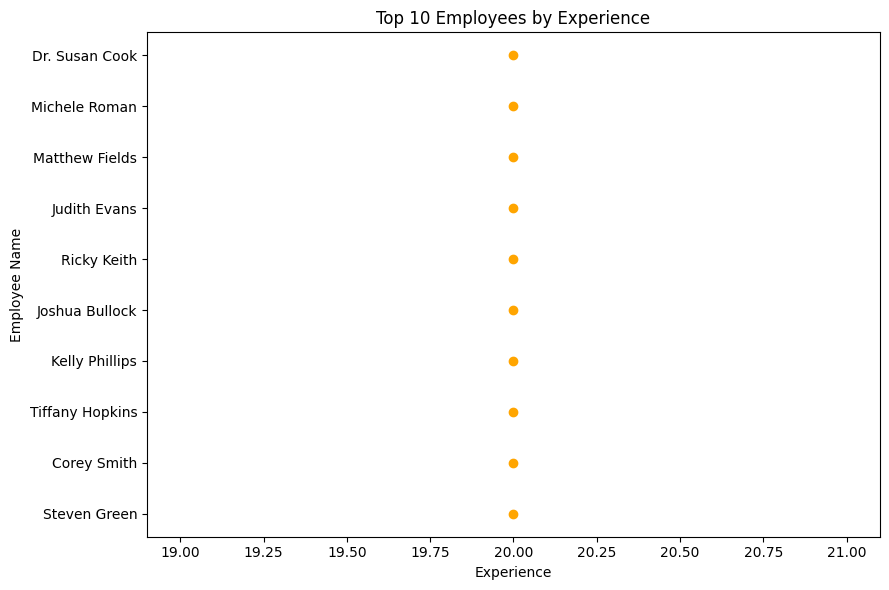 Top 10 Employees by Experience
Employee Name
Dr. Susan Cook
Michele Roman
Matthew Fields
Judith Evans
Ricky Keith
Joshua Bullock
Kelly Phillips
Tiffany Hopkins
Corey Smith
Steven Green
19.00 19.25 19.50 19.75 20.00 20.25 20.50 20.75 21.00
Experience